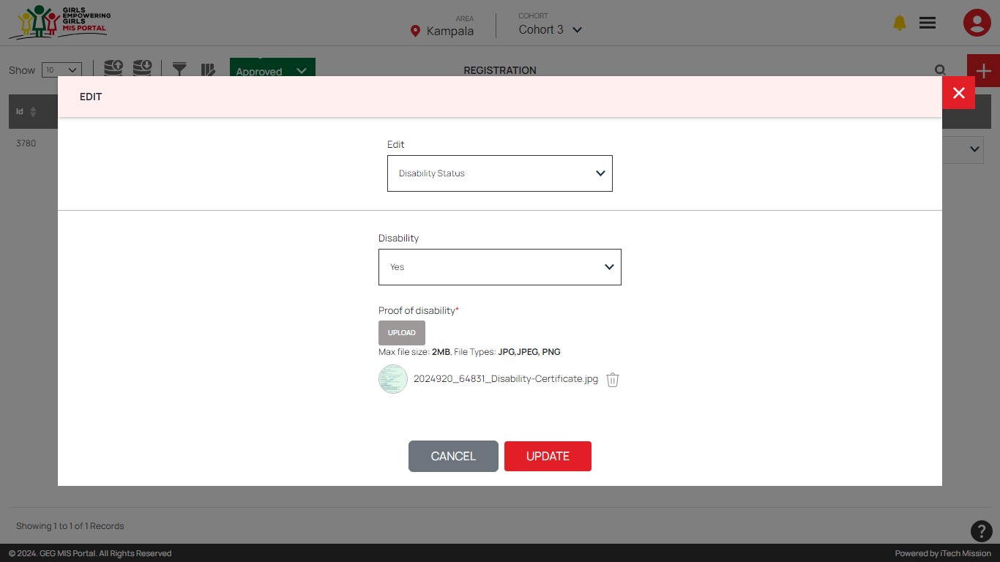 GIRLS
EMPOWERING
GIRLS
MIS PORTAL
AREA
Kampala
COHORT
Cohort 3
Show 10
Approved
REGISTRATION
EDIT
Id
3780
Edit
Disability Status
Disability
Yes
Proof of disability*
UPLOAD
Max file size: 2MB, File Types: JPG,JPEG, PNG
2024920_64831_Disability-Certificate.jpg
CANCEL
UPDATE
Showing 1 to 1 of 1 Records
?
© 2024. GEG MIS Portal. All Rights Reserved
Powered by iTech Mission